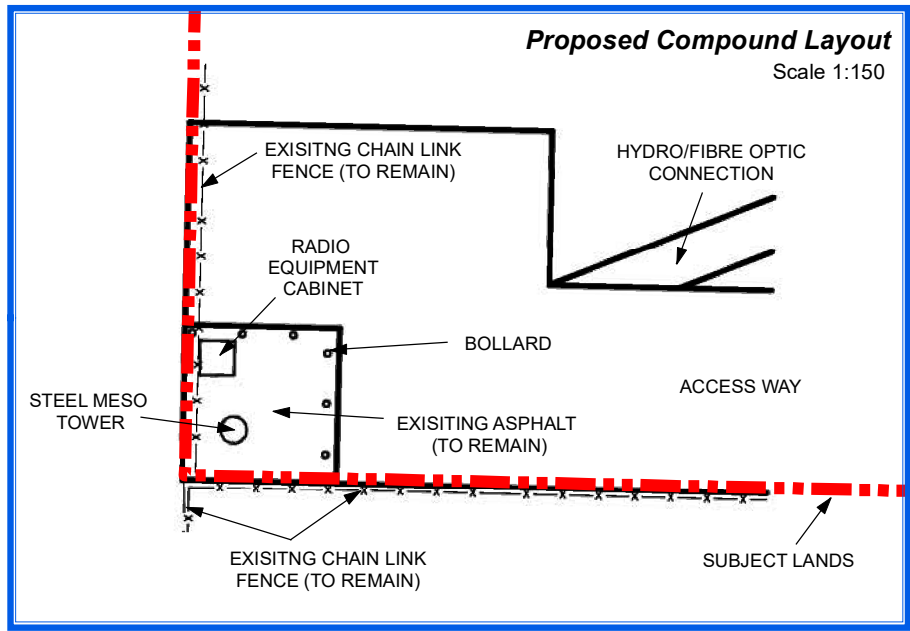 Proposed Compound Layout
Scale 1:150
EXISITNG CHAIN LINK
FENCE (TO REMAIN)
HYDRO/FIBRE OPTIC
CONNECTION
RADIO
EQUIPMENT
CABINET
BOLLARD
ACCESS WAY
STEEL MESO
TOWER
EXISITING ASPHALT
(TO REMAIN)
EXISITNG CHAIN LINK
FENCE (TO REMAIN)
SUBJECT LANDS